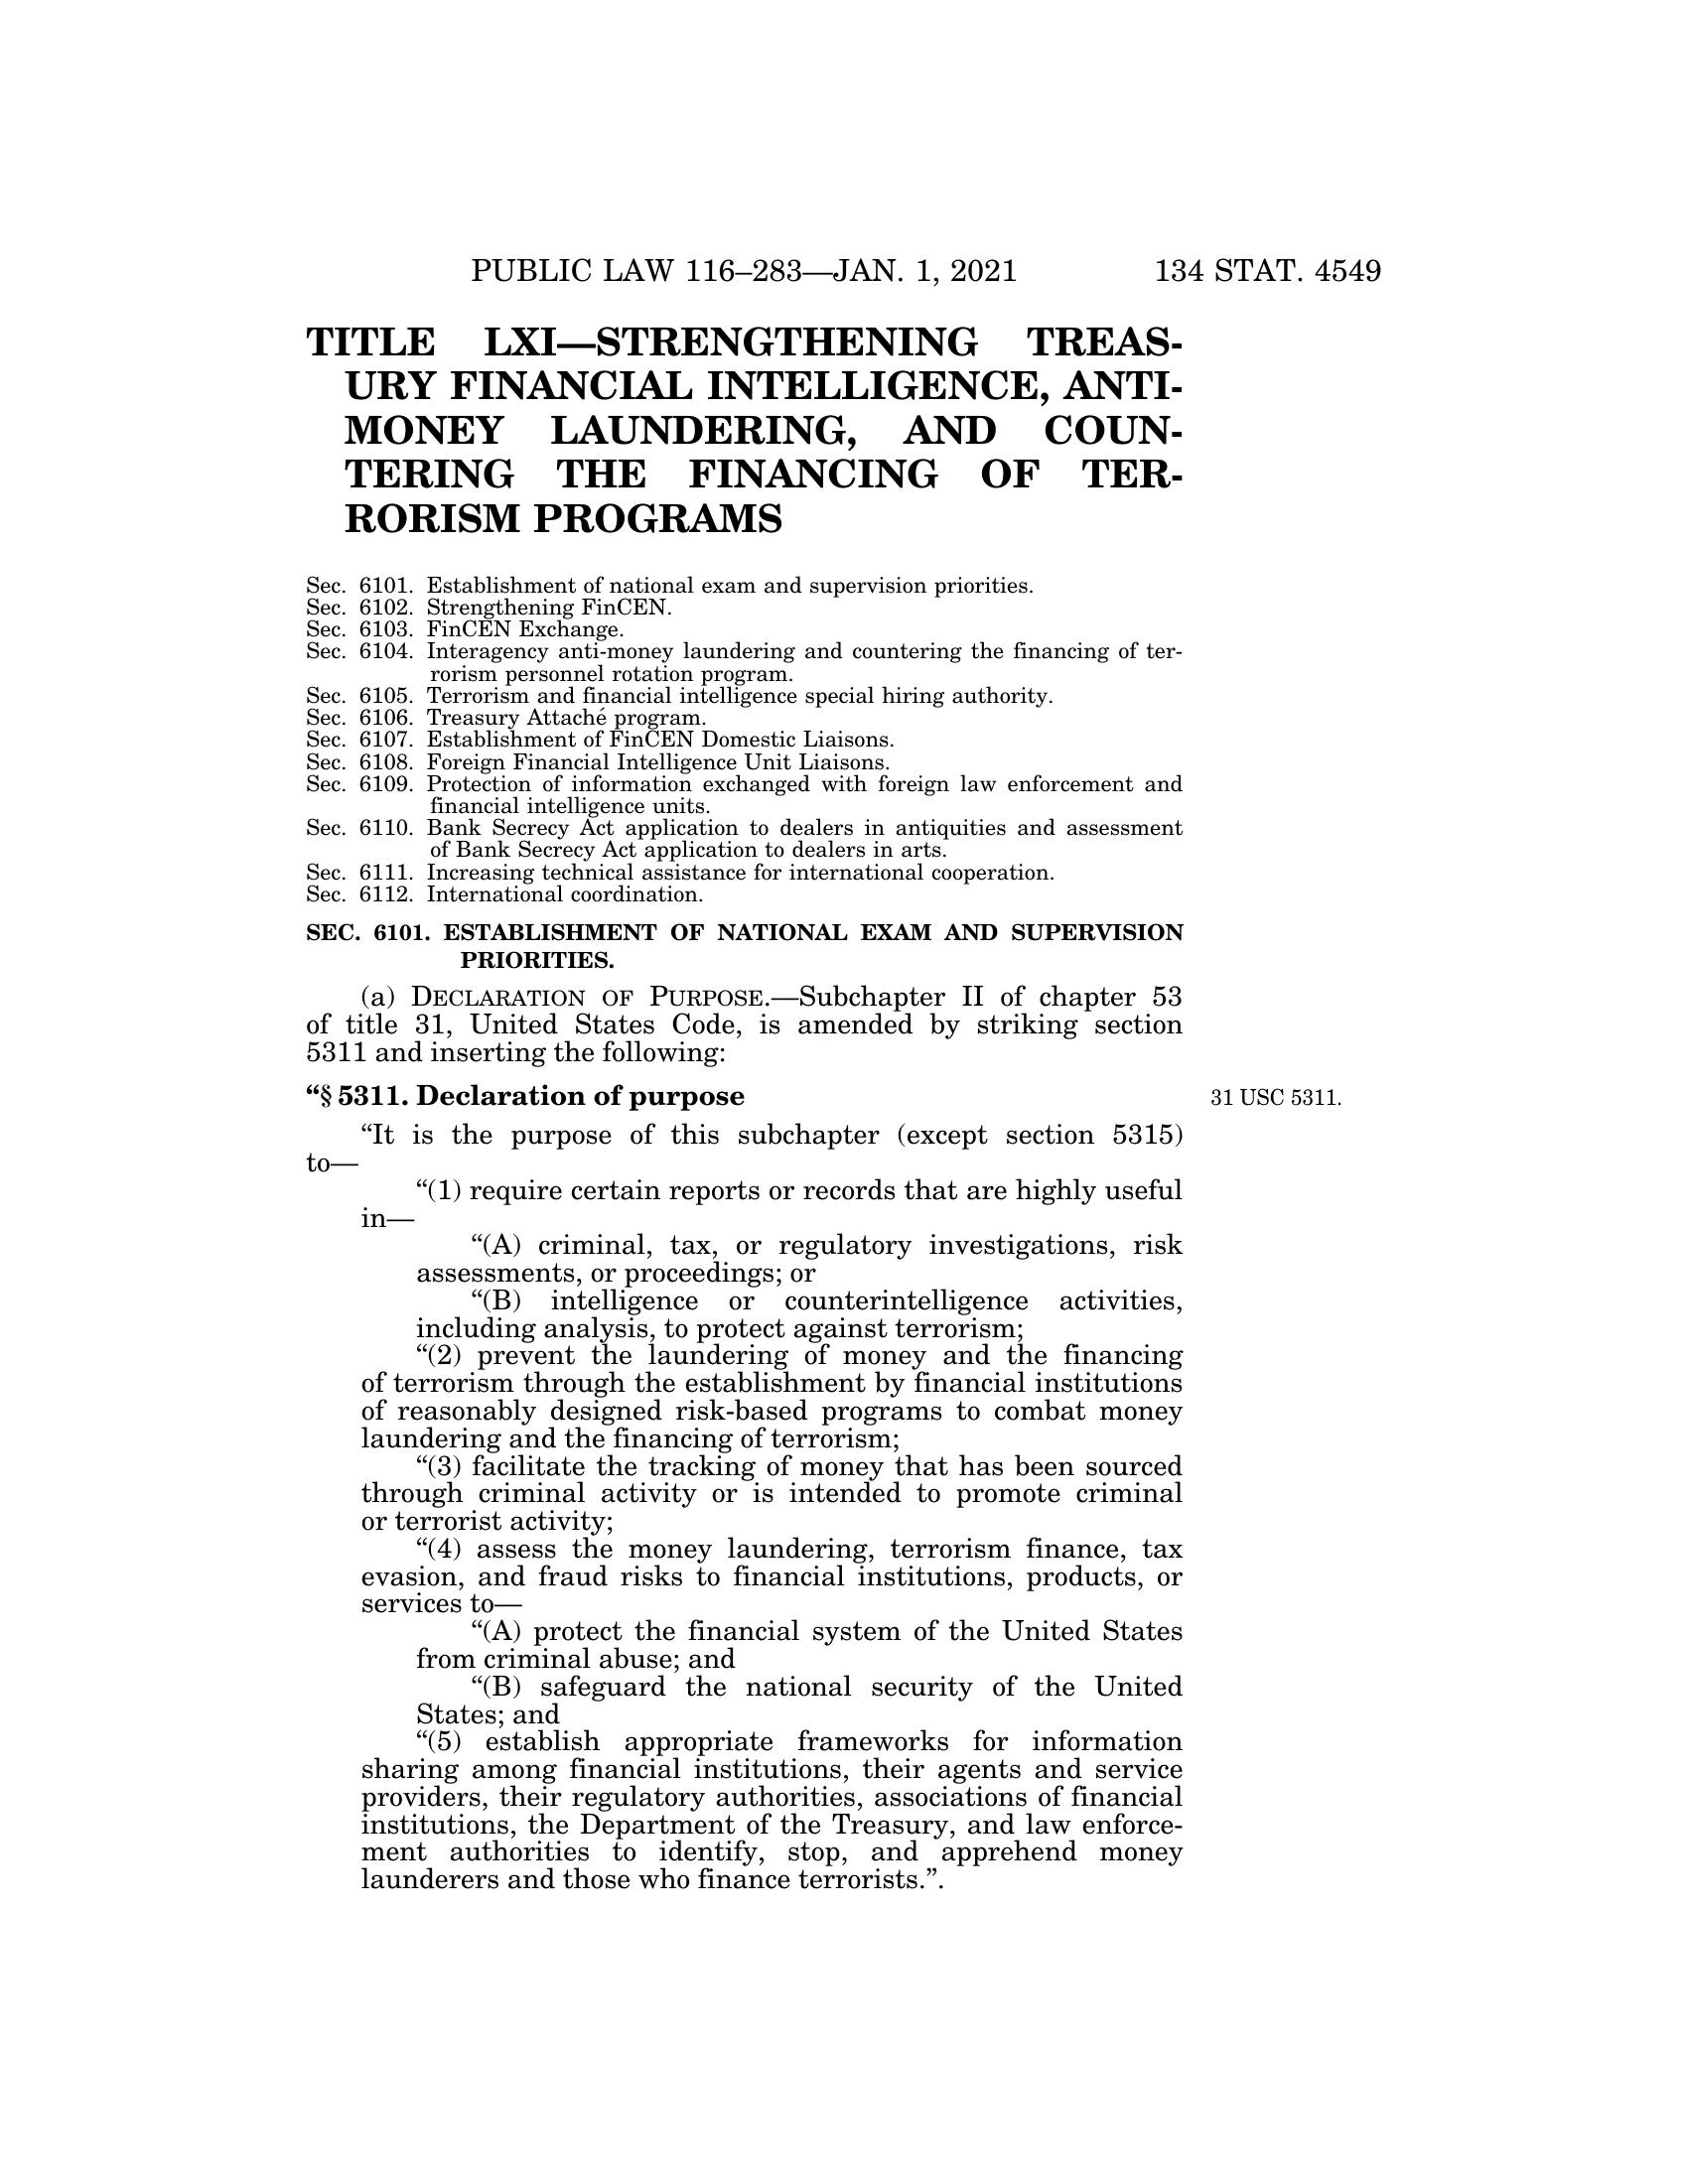 PUBLIC LAW 116–283—JAN. 1, 2021 134 STAT. 4549
TITLE LXI—STRENGTHENING TREAS-
URY FINANCIAL INTELLIGENCE, ANTI-
MONEY LAUNDERING, AND COUN-
TERING THE FINANCING OF TER-
RORISM PROGRAMS
Sec. 6101. Establishment of national exam and supervision priorities.
Sec. 6102. Strengthening FinCEN.
Sec. 6103. FinCEN Exchange.
Sec. 6104. Interagency anti-money laundering and countering the financing of ter-
rorism personnel rotation program.
Sec. 6105. Terrorism and financial intelligence special hiring authority.
Sec. 6106. Treasury Attaché program.
Sec. 6107. Establishment of FinCEN Domestic Liaisons.
Sec. 6108. Foreign Financial Intelligence Unit Liaisons.
Sec. 6109. Protection of information exchanged with foreign law enforcement and
financial intelligence units.
Sec. 6110. Bank Secrecy Act application to dealers in antiquities and assessment
of Bank Secrecy Act application to dealers in arts.
Sec. 6111. Increasing technical assistance for international cooperation.
Sec. 6112. International coordination.
SEC. 6101. ESTABLISHMENT OF NATIONAL EXAM AND SUPERVISION
PRIORITIES.
(a) DECLARATION OF PURPOSE.—Subchapter II of chapter 53
of title 31, United States Code, is amended by striking section
5311 and inserting the following:
“§ 5311. Declaration of purpose
31 USC 5311.
“It is the purpose of this subchapter (except section 5315)
to—
“(1) require certain reports or records that are highly useful
in—
“(A) criminal, tax, or regulatory investigations, risk
assessments, or proceedings; or
“(B) intelligence or counterintelligence activities,
including analysis, to protect against terrorism;
“(2) prevent the laundering of money and the financing
of terrorism through the establishment by financial institutions
of reasonably designed risk-based programs to combat money
laundering and the financing of terrorism;
“(3) facilitate the tracking of money that has been sourced
through criminal activity or is intended to promote criminal
or terrorist activity;
“(4) assess the money laundering, terrorism finance, tax
evasion, and fraud risks to financial institutions, products, or
services to—
“(A) protect the financial system of the United States
from criminal abuse; and
“(B) safeguard the national security of the United
States; and
“(5) establish appropriate frameworks for information
sharing among financial institutions, their agents and service
providers, their regulatory authorities, associations of financial
institutions, the Department of the Treasury, and law enforce-
ment authorities to identify, stop, and apprehend money
launderers and those who finance terrorists.”.